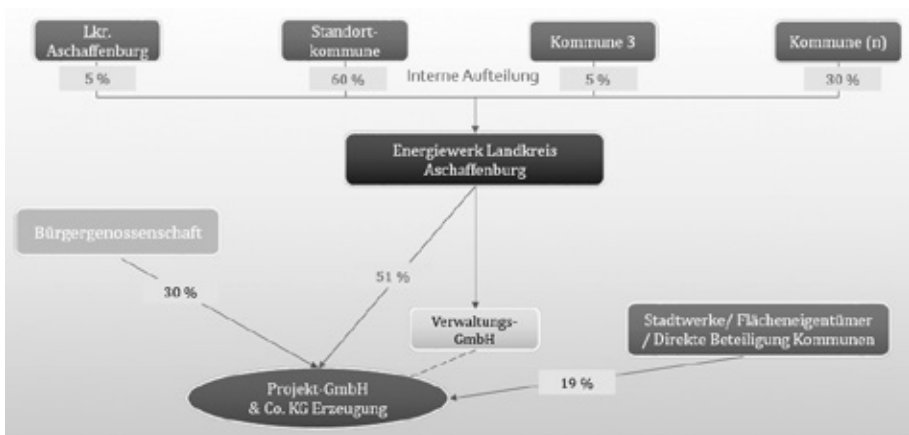 Lkr.
Aschaffenburg
Standort-
kommune
Kommune 3
Kommune (n)
5 %
60 %
Interne Aufteilung
5 %
30 %
Energiewerk Landkreis
Aschaffenburg
Bürgergenossenschaft
51 %
30 %
Verwaltungs-
GmbH
Stadtwerke/ Flächeneigentümer
/ Direkte Beteiligung Kommunen
Projekt-GmbH
& Co. KG Erzeugung
19 %